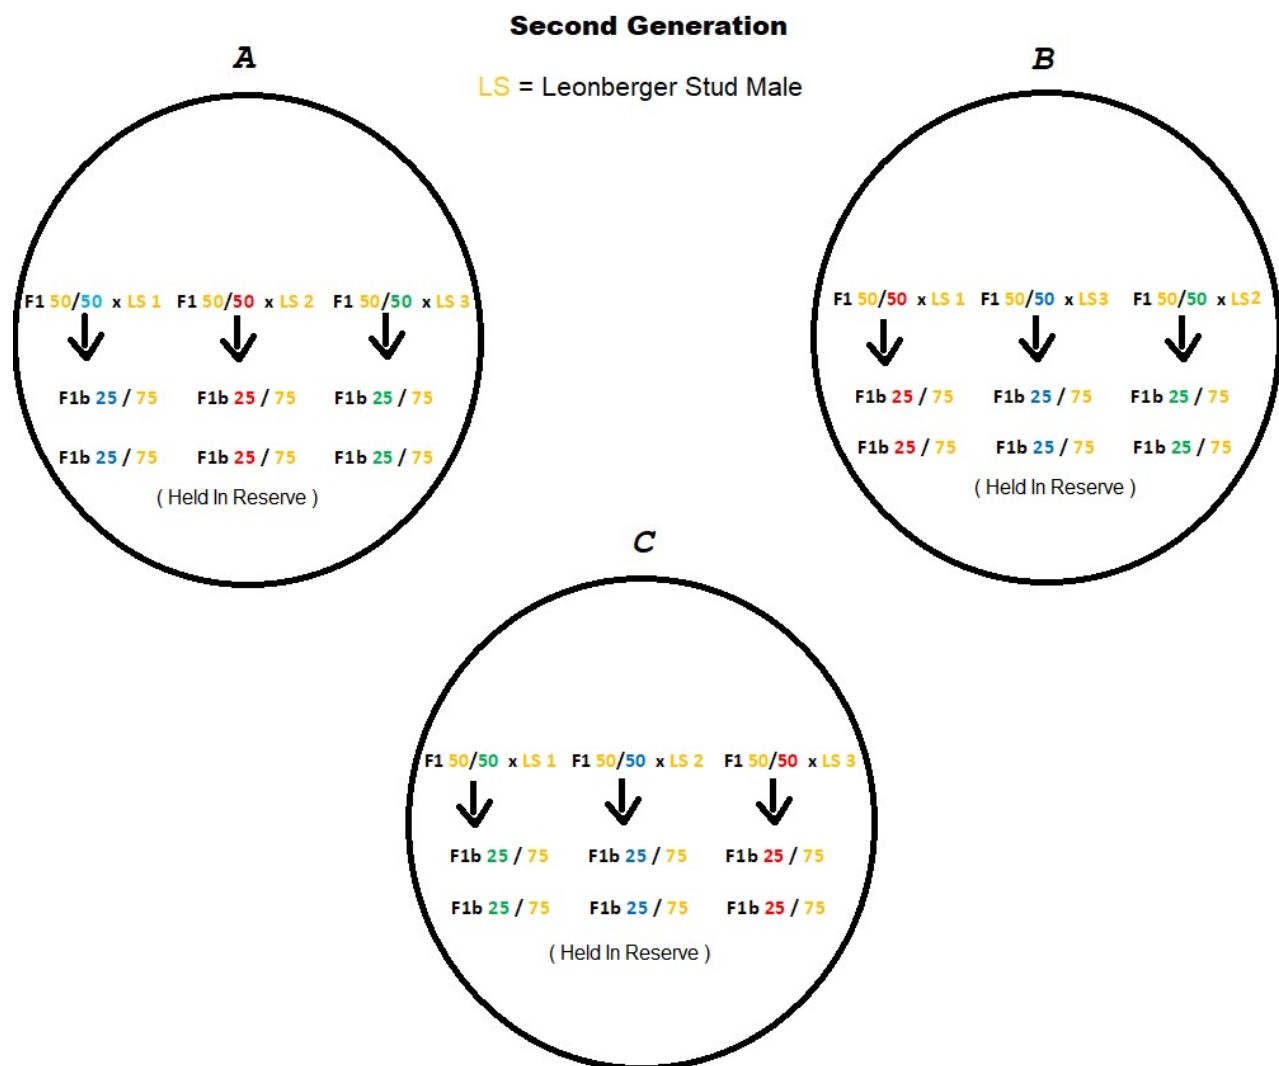 Second Generation
LS = Leonberger Stud Male
A
F1 50/50 x LS 1 F1 50/50 x LS 2 F1 50/50 x LS 3
F1b 25 / 75 F1b 25 / 75 F1b 25 / 75
F1b 25 / 75 F1b 25 / 75 F1b 25 / 75
( Held In Reserve )
B
F1 50/50 x LS 1 F1 50/50 x LS3 F1 50/50 x LS2
F1b 25 / 75 F1b 25 / 75 F1b 25 / 75
F1b 25 / 75 F1b 25 / 75 F1b 25 / 75
( Held In Reserve )
C
F1 50/50 x LS 1 F1 50/50 x LS 2 F1 50/50 x LS 3
F1b 25 / 75 F1b 25 / 75 F1b 25 / 75
F1b 25 / 75 F1b 25 / 75 F1b 25 / 75
( Held In Reserve )